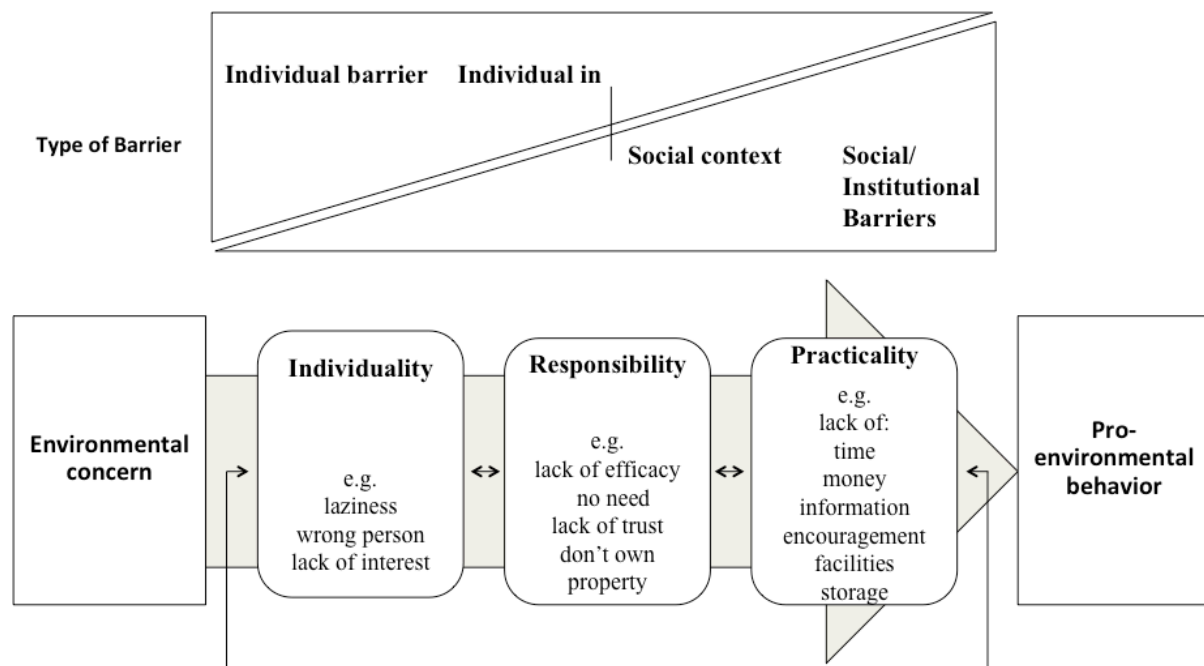 Individual barrier
Individual in
Type of Barrier
Social context
Social/
Institutional
Barriers
Environmental
concern
Individuality
e.g.
laziness
wrong person
lack of interest
Responsibility
e.g.
lack of efficacy
no need
lack of trust
don't own
property
Practicality
e.g.
lack of:
time
money
information
encouragement
facilities
storage
Pro-
environmental
behavior